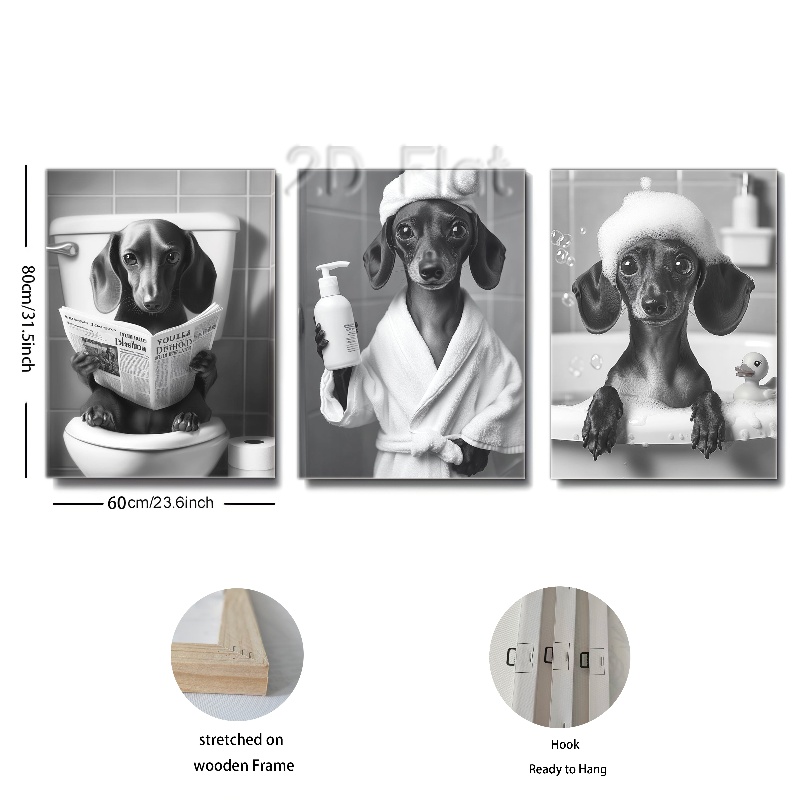 2D Flat
80cm/31.5inch
60cm/23.6inch
stretched on
wooden Frame
Hook
Ready to Hang